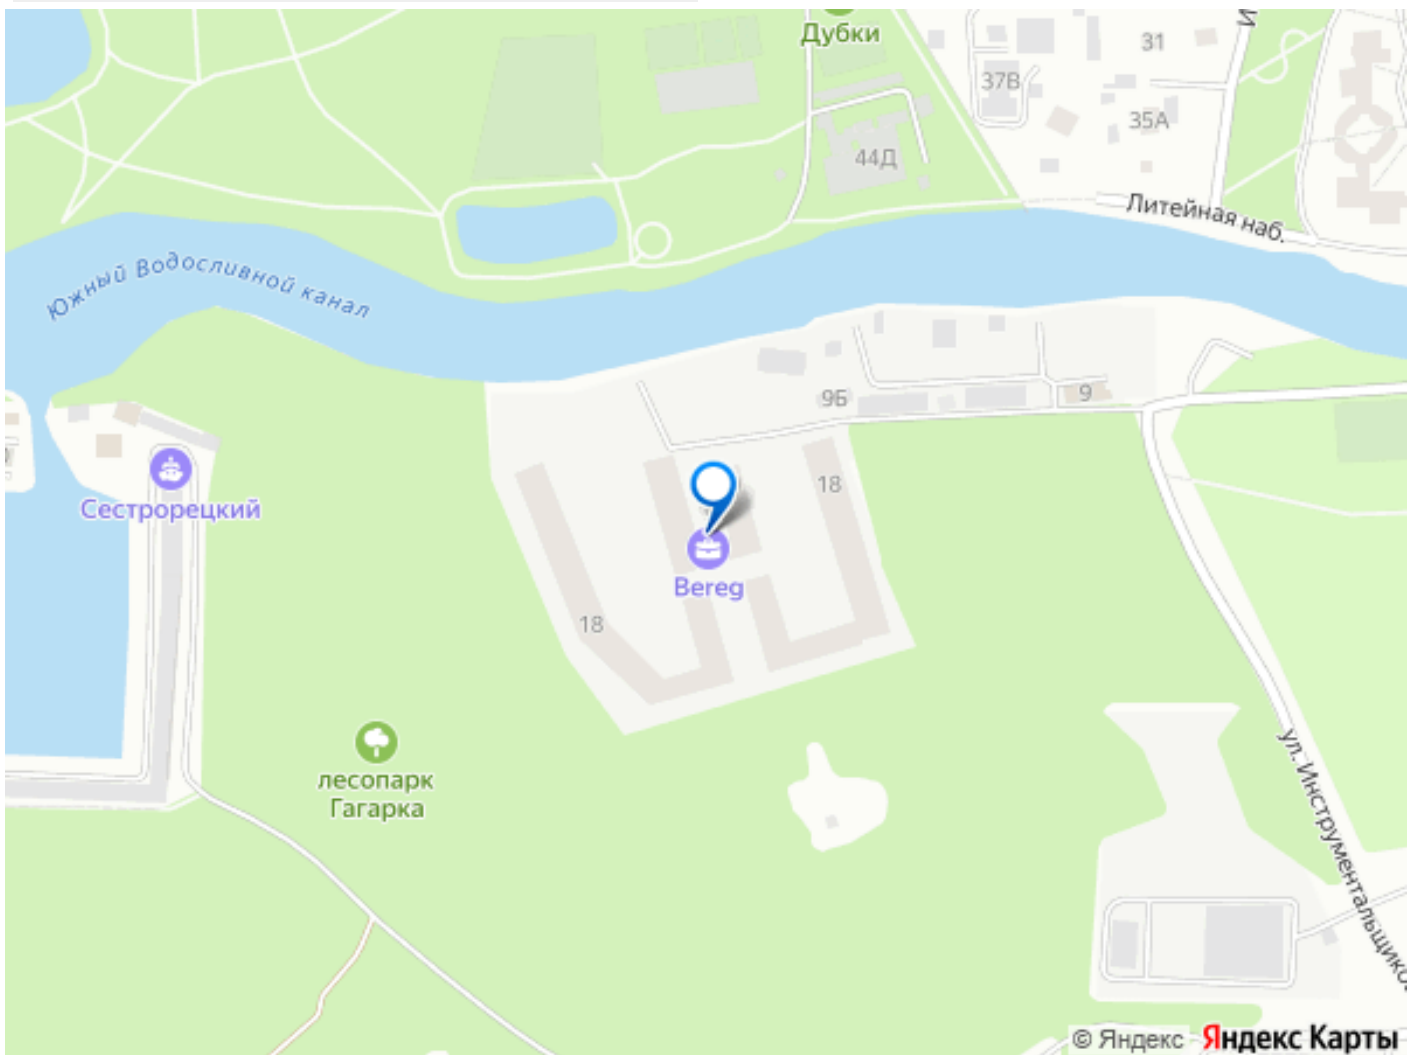 Дубки
31
37В
35А
44Д
Литейная наб.
Южный Водосливной канал
9Б
9
Сестрорецкий
18
Bereg
18
лесопарк
Гагарка
ул. Инструментальщиков
© Яндекс
Яндекс Карты